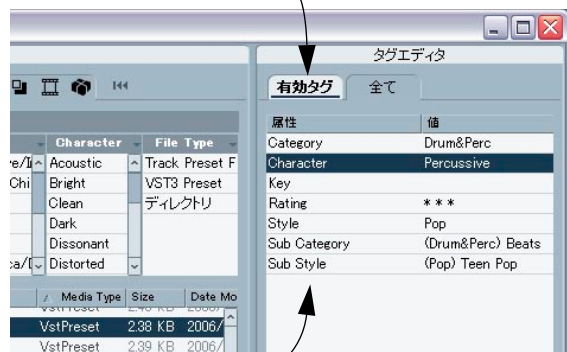 タグエディタ
有効タグ 全て
Character File Type
Acoustic Track Preset F
Bright VST3 Preset
Clean ディレクトリ
Dark
Dissonant
Distorted
Media Type Size Date Mo
VstPreset 2.38 KB 2006/
VstPreset 2.39 KB 2006/
属性 値
Category Drum&Perc
Character Percussive
Key
Rating ***
Style Pop
Sub Category (Drum&Perc) Beats
Sub Style (Pop) Teen Pop